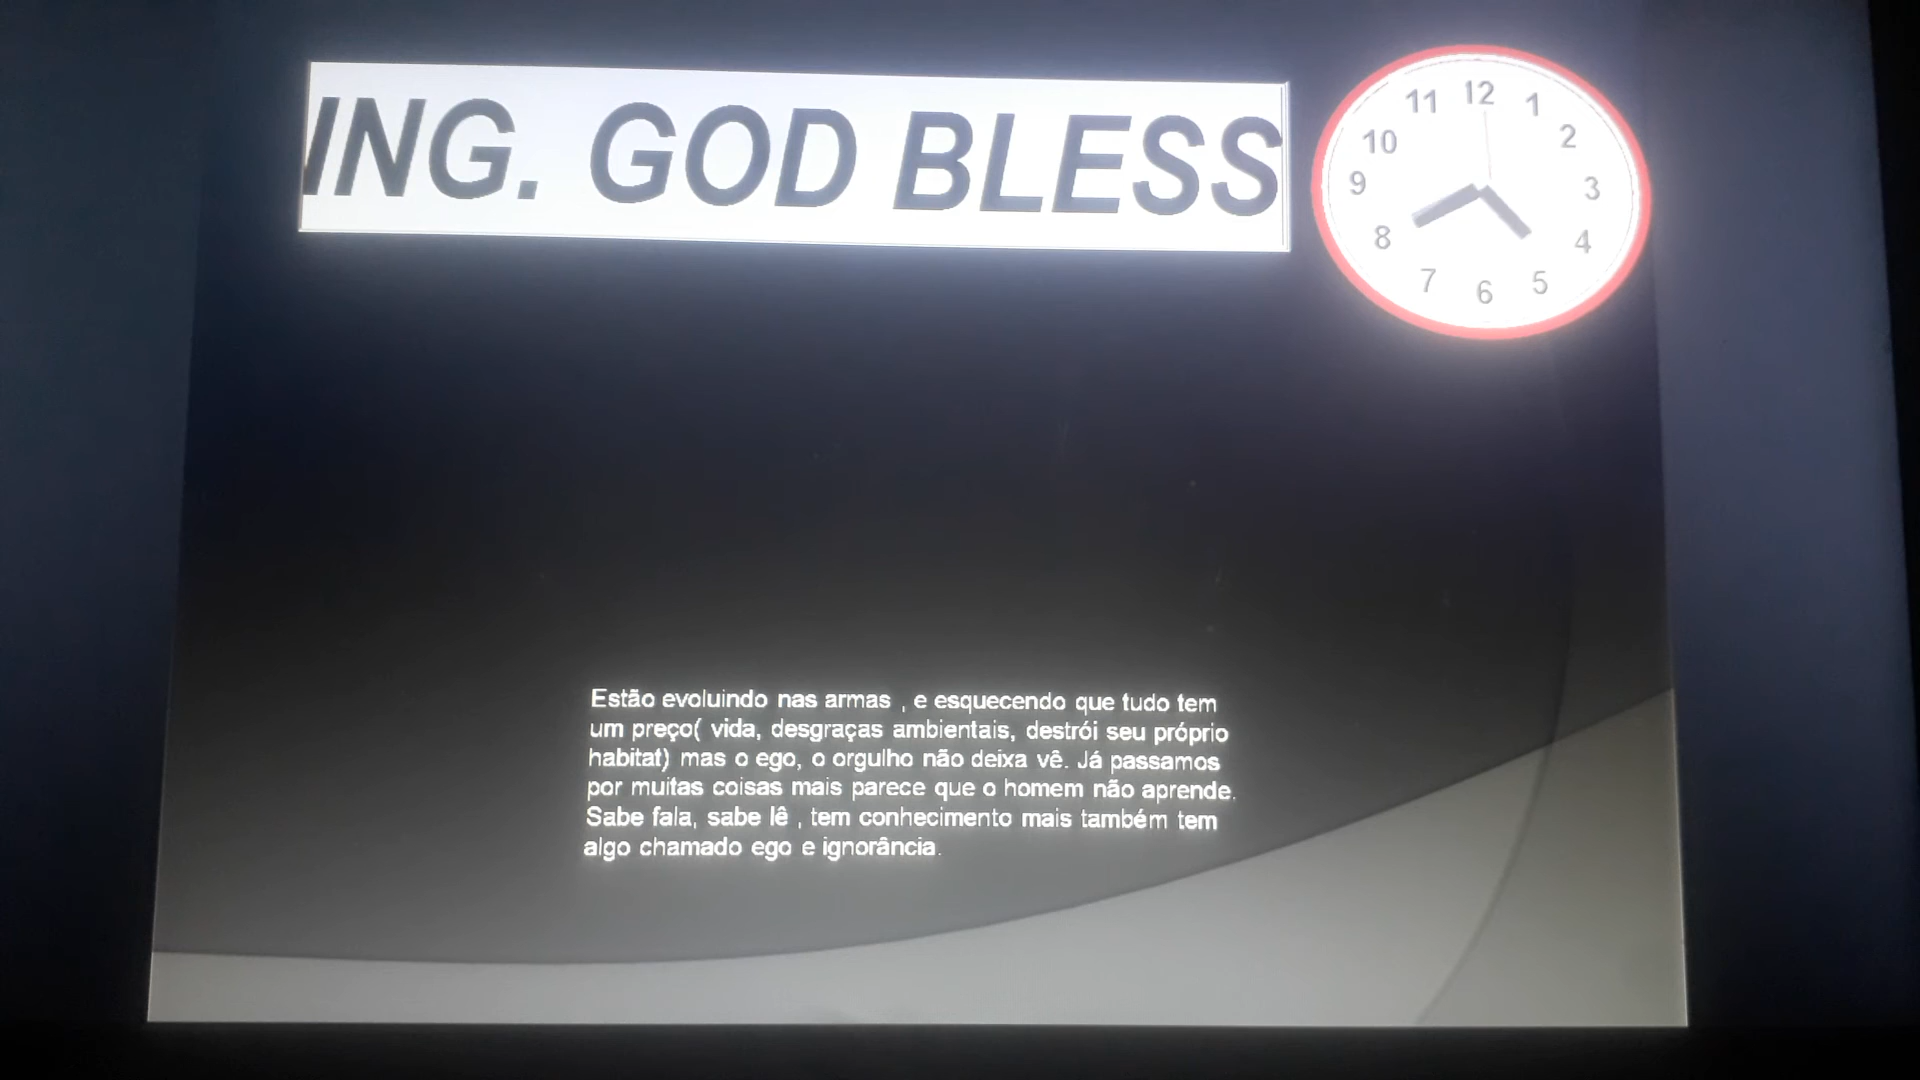 ING. GOD BLESS
11 12 1
10 2
9 3
8 4
7 6 5
Estão evoluindo nas armas , e esquecendo que tudo tem
um preço( vida, desgraças ambientais, destrói seu próprio
habitat) mas o ego, o orgulho não deixa vê. Já passamos
por muitas coisas mais parece que o homem não aprende.
Sabe fala, sabe lê , tem conhecimento mais também tem
algo chamado ego e ignorância.